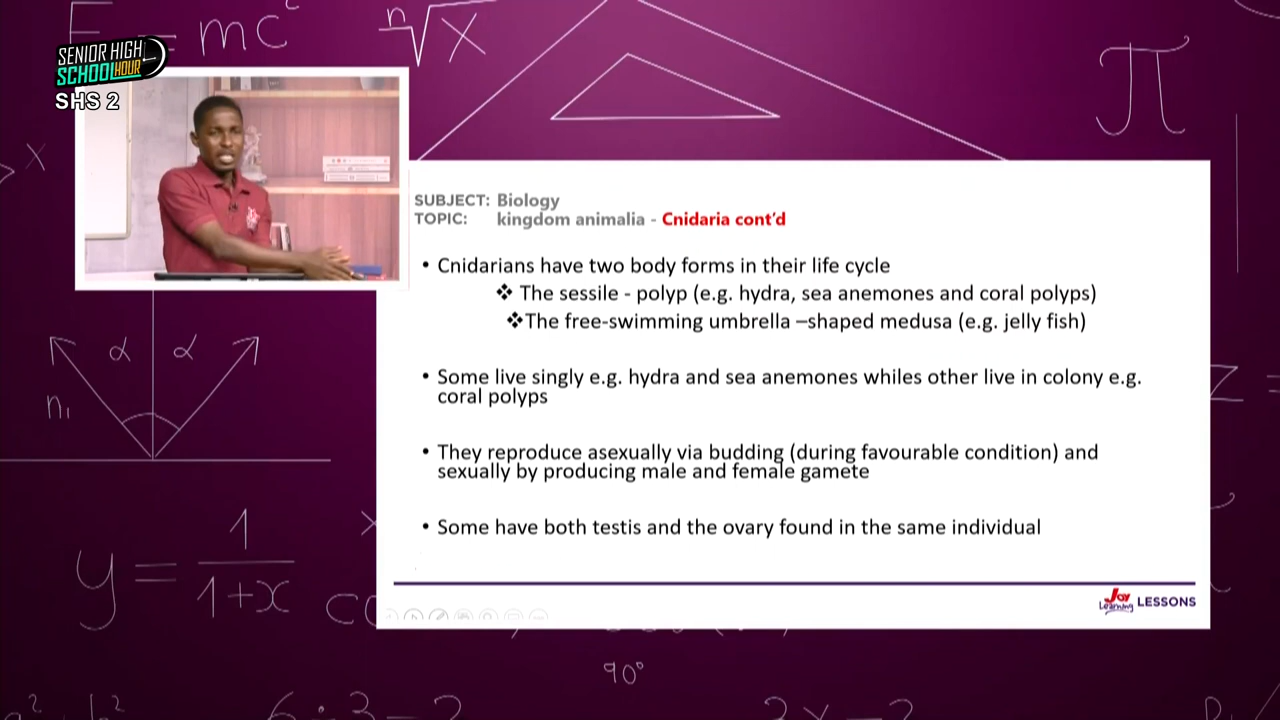 E = mc²
n√x
π
SENIOR HIGH
SCHOOL HOUR
SHS 2
x
SUBJECT: Biology
TOPIC: kingdom animalia - Cnidaria cont'd
• Cnidarians have two body forms in their life cycle
❖ The sessile - polyp (e.g. hydra, sea anemones and coral polyps)
❖The free-swimming umbrella –shaped medusa (e.g. jelly fish)
α α
n₁
z =
• Some live singly e.g. hydra and sea anemones whiles other live in colony e.g.
coral polyps
• They reproduce asexually via budding (during favourable condition) and
sexually by producing male and female gamete
• Some have both testis and the ovary found in the same individual
y = 1/1+x
Joy Learning LESSONS
90°